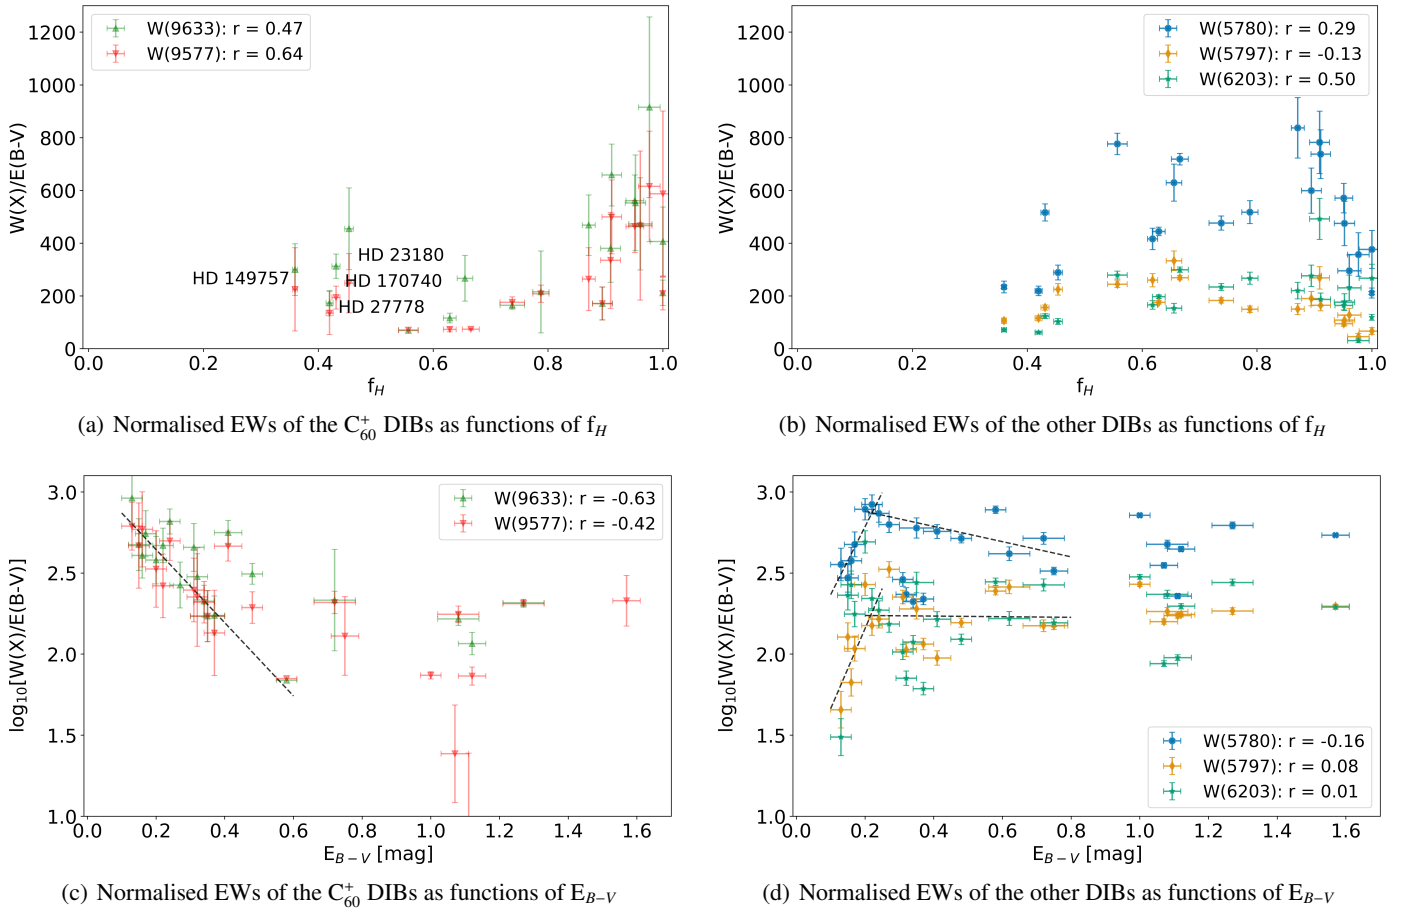 W(9633): r = 0.47
W(9577): r = 0.64
1200
1000
800
600
400
200
0
W(X)/E(B-V)
HD 23180
HD 149757
HD 170740
HD 27778
0.0 0.2 0.4 0.6 0.8 1.0
f_H
(a) Normalised EWs of the C₆₀⁺ DIBs as functions of f_H
W(5780): r = 0.29
W(5797): r = -0.13
W(6203): r = 0.50
1200
1000
800
600
400
200
0
W(X)/E(B-V)
0.0 0.2 0.4 0.6 0.8 1.0
f_H
(b) Normalised EWs of the other DIBs as functions of f_H
W(9633): r = -0.63
W(9577): r = -0.42
3.0
2.5
2.0
1.5
1.0
log₁₀[W(X)/E(B-V)]
0.0 0.2 0.4 0.6 0.8 1.0 1.2 1.4 1.6
E_{B−V} [mag]
(c) Normalised EWs of the C₆₀⁺ DIBs as functions of E_{B−V}
3.0
2.5
2.0
1.5
1.0
log₁₀[W(X)/E(B-V)]
W(5780): r = -0.16
W(5797): r = 0.08
W(6203): r = 0.01
0.0 0.2 0.4 0.6 0.8 1.0 1.2 1.4 1.6
E_{B−V} [mag]
(d) Normalised EWs of the other DIBs as functions of E_{B−V}